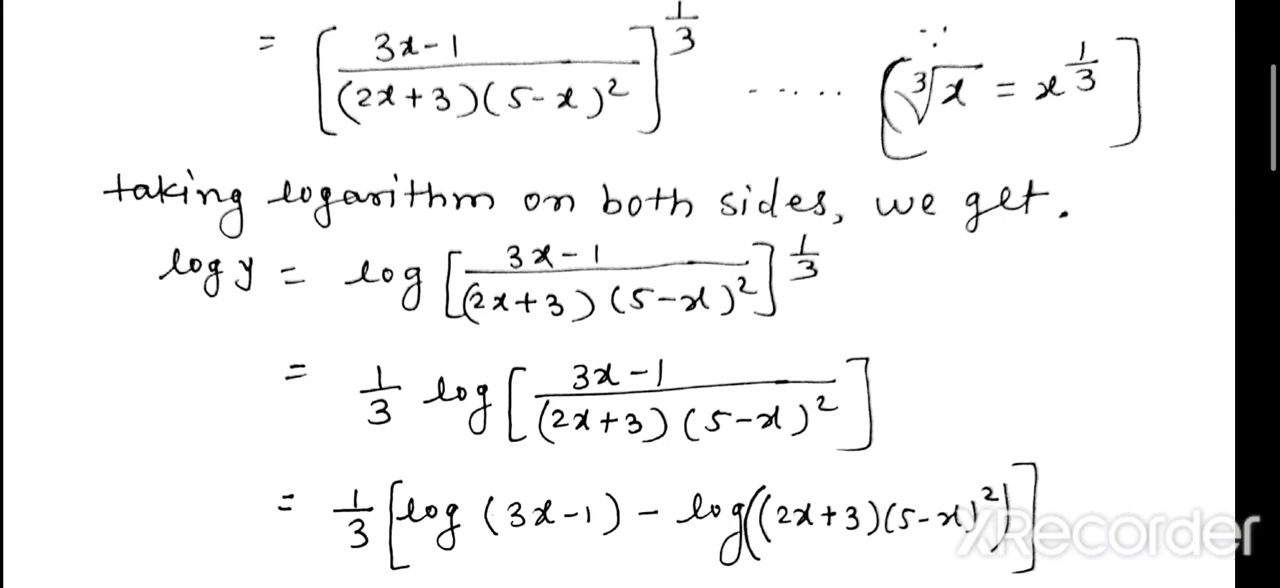 = [(3x-1)/((2x+3)(5-x)²)]^(1/3) ..... [∵ ∛x = x^(1/3)]
taking logarithm on both sides, we get.
log y = log [(3x-1)/((2x+3)(5-x)²)]^(1/3)
= 1/3 log [(3x-1)/((2x+3)(5-x)²)]
= 1/3 [log (3x-1) - log((2x+3)(5-x)²)]
XRecorder